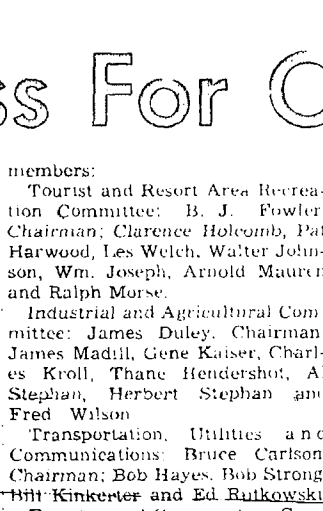 ss For C
members:
Tourist and Resort Area Recrea-
tion Committee: B. J. Fowler
Chairman; Clarence Holcomb, Pat
Harwood, Les Welch, Walter John-
son, Wm. Joseph, Arnold Maurer
and Ralph Morse.
Industrial and Agricultural Com
mittee: James Duley, Chairman
James Madill, Gene Kaiser, Charl-
es Kroll, Thane Hendershot, Al
Stephan, Herbert Stephan and
Fred Wilson
Transportation, Utilities and
Communications: Bruce Carlson
Chairman; Bob Hayes, Bob Strong
Bill Kinkerter and Ed Rutkowski